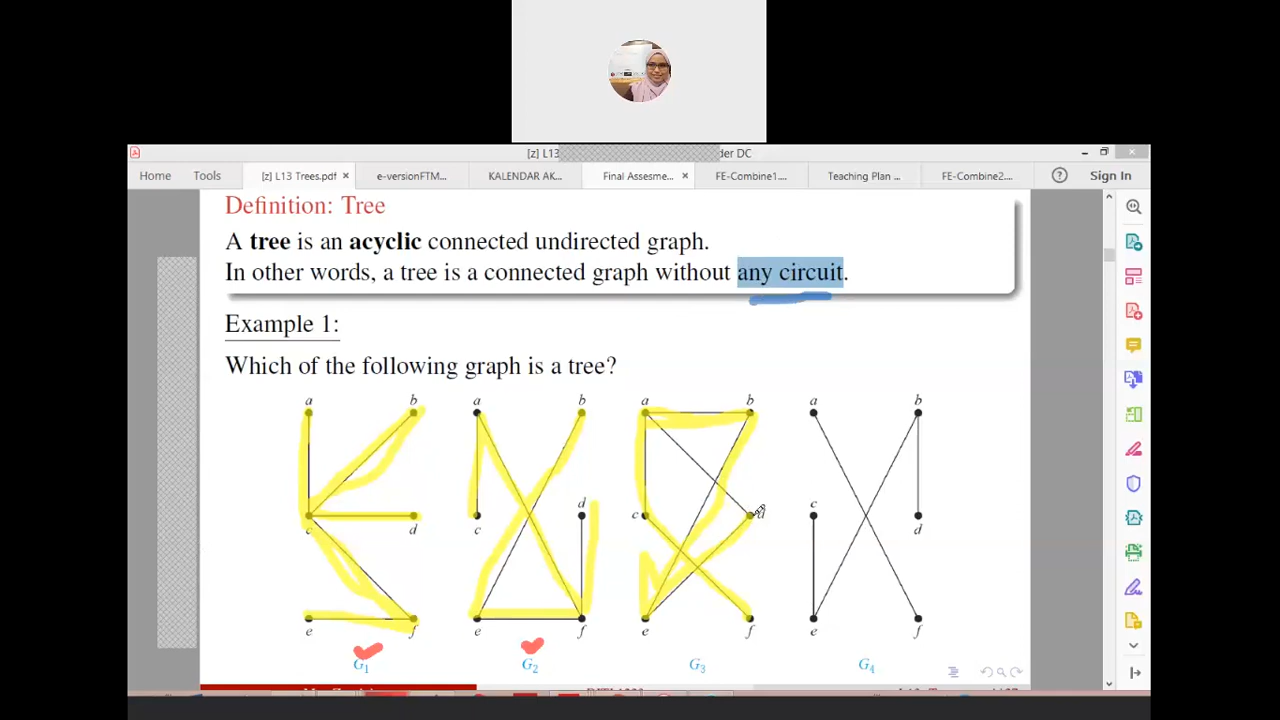 [z] L13 der DC
Home Tools [z] L13 Trees.pdf × e-versionFTM... KALENDAR AK... Final Assesme... × FE-Combine1.... Teaching Plan ... FE-Combine2.... Sign In
Definition: Tree
A tree is an acyclic connected undirected graph.
In other words, a tree is a connected graph without any circuit.
Example 1:
Which of the following graph is a tree?
a b a b a b a b
d c
c d c c d d
e f e f e f e f
G1 G2 G3 G4